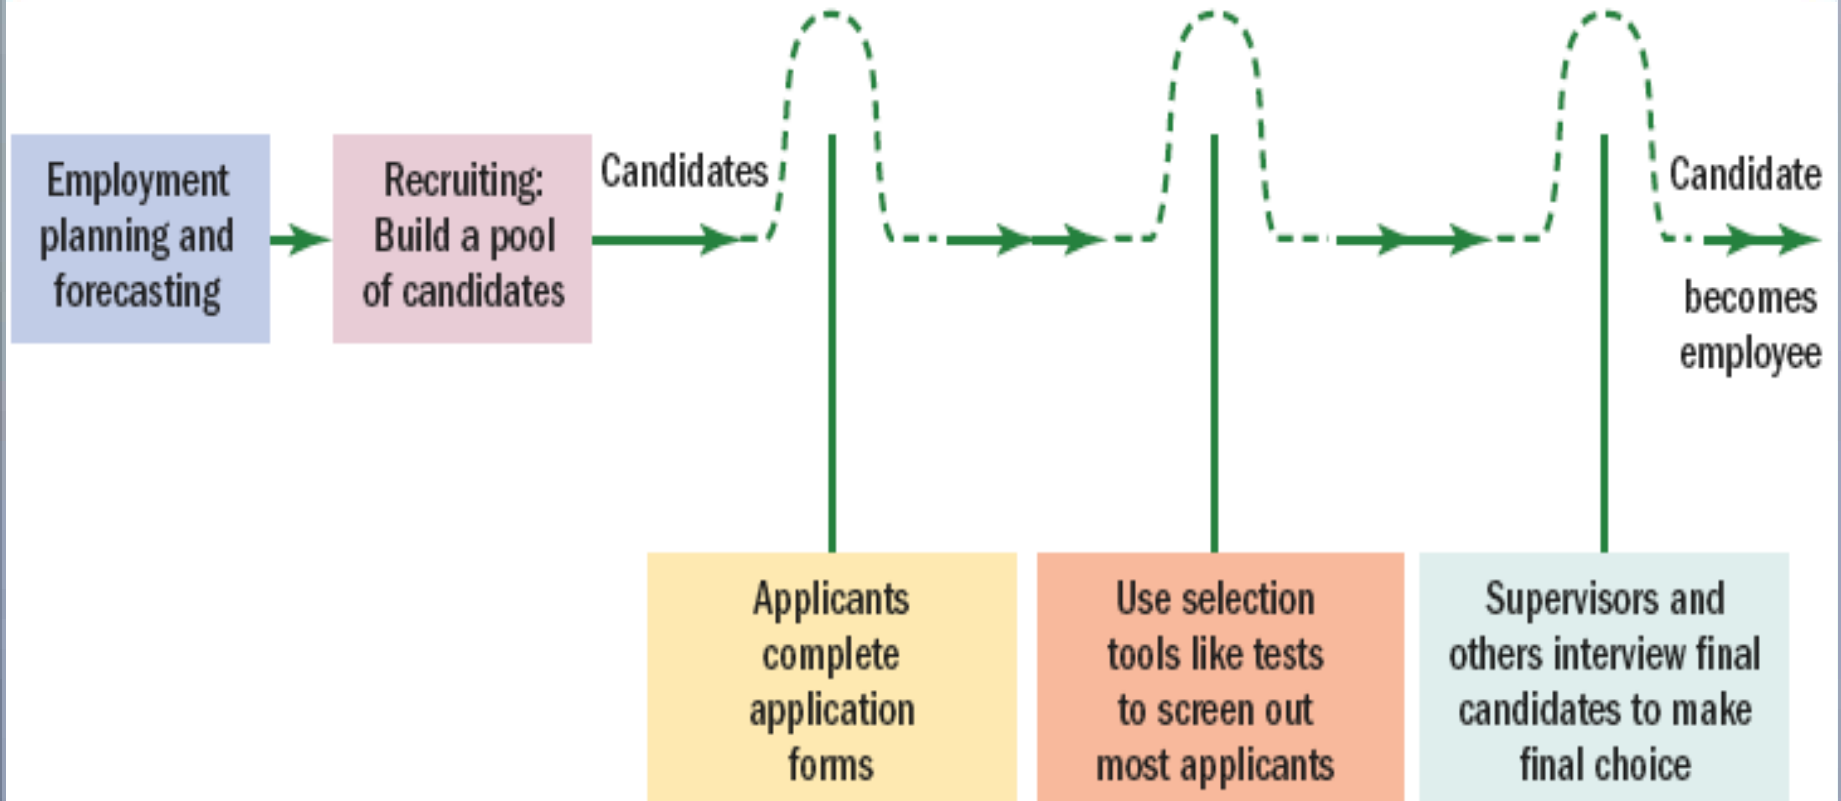 Employment
planning and
forecasting
Recruiting:
Build a pool
of candidates
Candidates
Candidate
becomes
employee
Applicants
complete
application
forms
Use selection
tools like tests
to screen out
most applicants
Supervisors and
others interview final
candidates to make
final choice